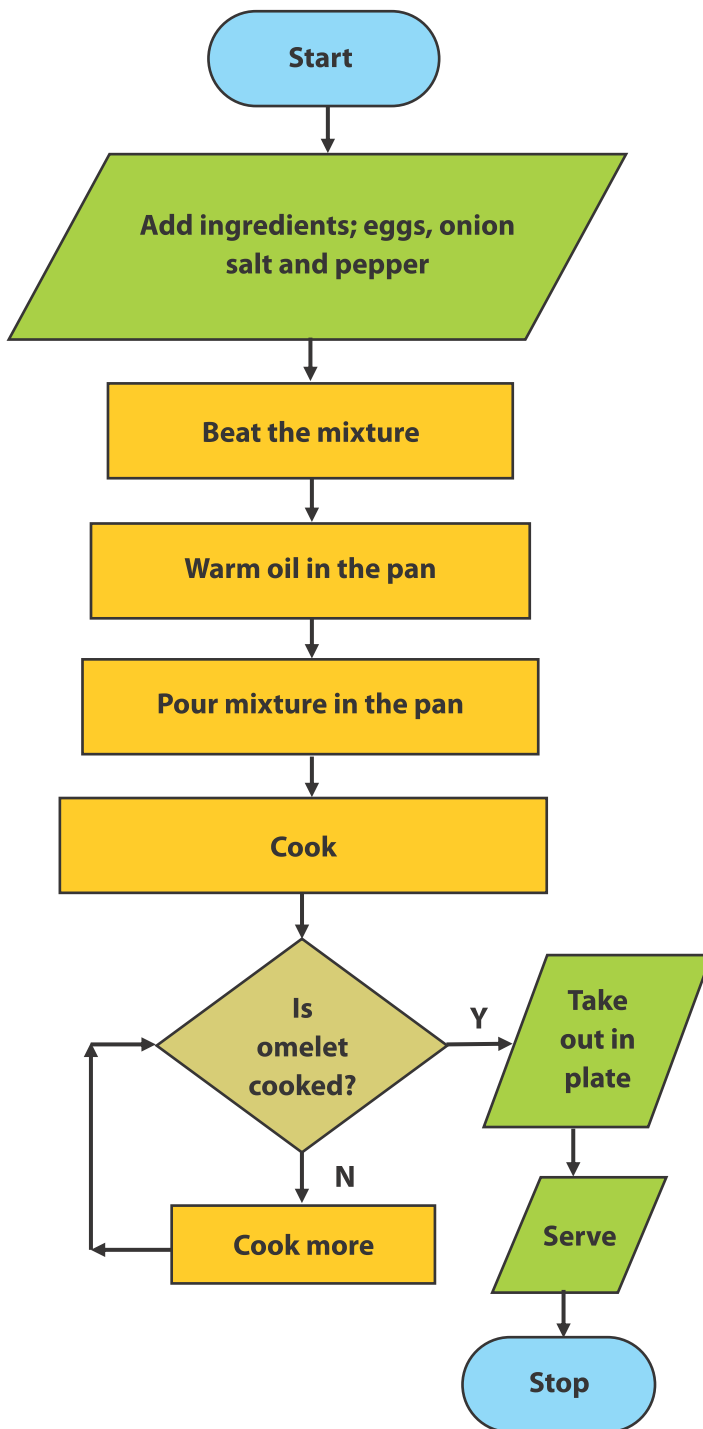 Start
Add ingredients; eggs, onion
salt and pepper
Beat the mixture
Warm oil in the pan
Pour mixture in the pan
Cook
Is
omelet
cooked?
Y
Take
out in
plate
N
Cook more
Serve
Stop